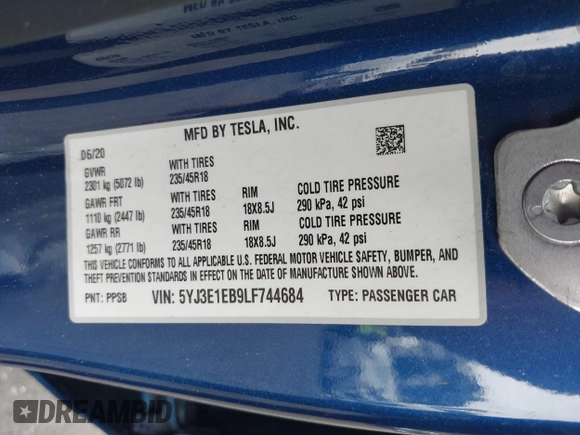 MFD BY TESLA, INC.
06/20
GVWR WITH TIRES
2301 kg (5072 lb) 235/45R18
GAWR FRT WITH TIRES RIM COLD TIRE PRESSURE
1110 kg (2447 lb) 235/45R18 18X8.5J 290 kPa, 42 psi
GAWR RR WITH TIRES RIM COLD TIRE PRESSURE
1257 kg (2771 lb) 235/45R18 18X8.5J 290 kPa, 42 psi
THIS VEHICLE CONFORMS TO ALL APPLICABLE U.S. FEDERAL MOTOR VEHICLE SAFETY, BUMPER, AND
THEFT PREVENTION STANDARDS IN EFFECT ON THE DATE OF MANUFACTURE SHOWN ABOVE.
PNT: PPSB VIN: 5YJ3E1EB9LF744684 TYPE: PASSENGER CAR
DREAMBID